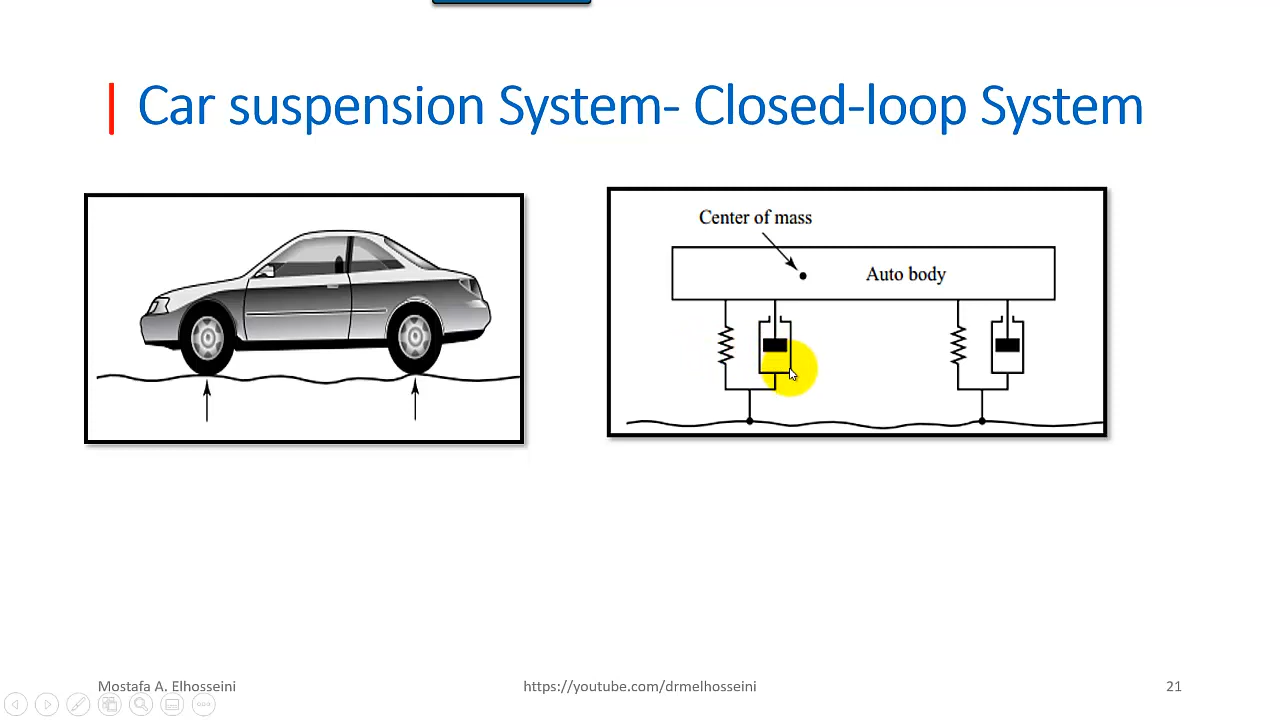 Car suspension System- Closed-loop System
Center of mass
Auto body
Mostafa A. Elhosseini
https://youtube.com/drmelhosseini
21